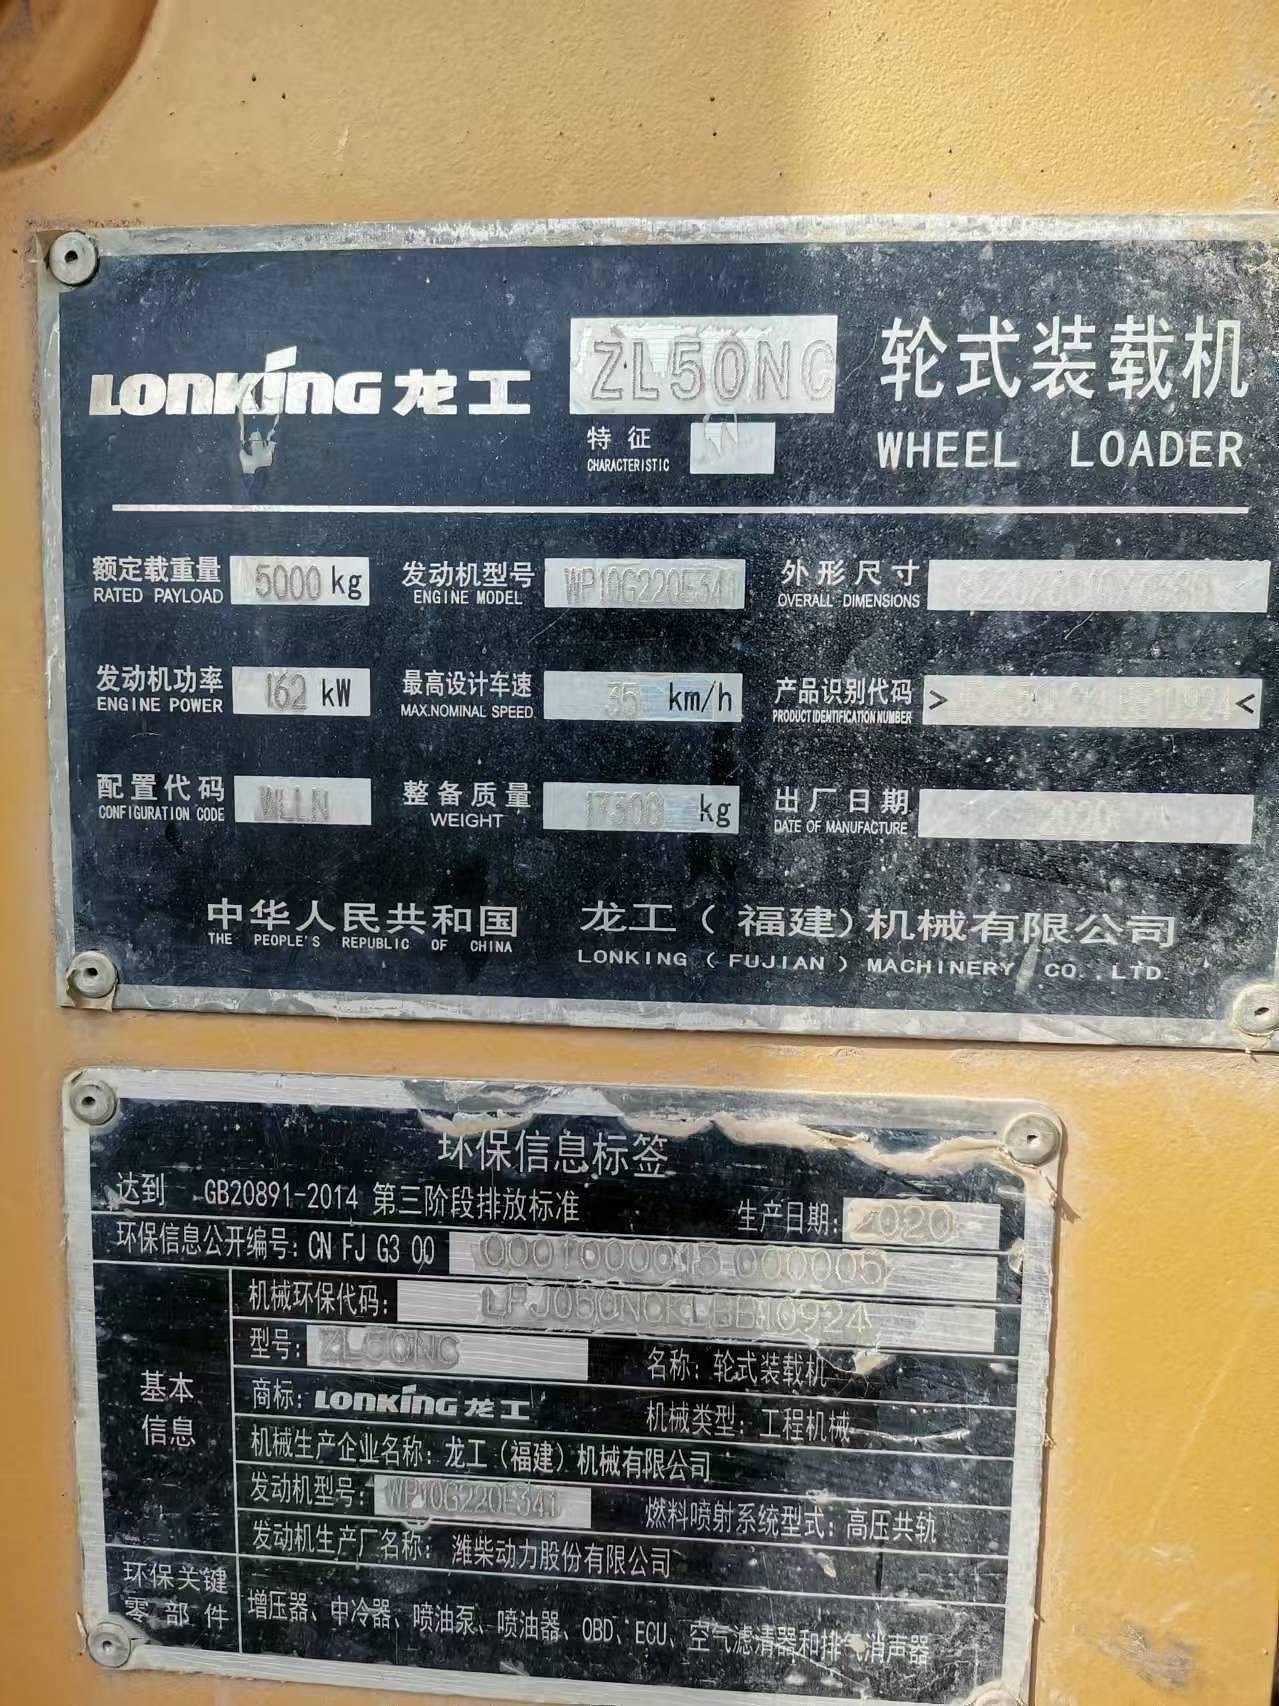 LONKING 龙工 ZL50NC 轮式装载机
特征
CHARACTERISTIC
WHEEL LOADER
额定载重量 5000 kg 发动机型号 WP10G220E341 外形尺寸
RATED PAYLOAD ENGINE MODEL OVERALL DIMENSIONS
发动机功率 162 kW 最高设计车速 35 km/h 产品识别代码 > <
ENGINE POWER MAX.NOMINAL SPEED PRODUCT IDENTIFICATION NUMBER
配置代码 WLLN 整备质量 17300 kg 出厂日期 2020
CONFIGURATION CODE WEIGHT DATE OF MANUFACTURE
中华人民共和国 龙工（福建）机械有限公司
THE PEOPLE'S REPUBLIC OF CHINA LONKING (FUJIAN) MACHINERY CO.,LTD.
环保信息标签
达到 GB20891-2014 第三阶段排放标准 生产日期: 2020
环保信息公开编号: CN FJ G3 00 0001000013 000005
机械环保代码:
型号: ZL50NC 名称: 轮式装载机
基本信息
商标: LONKING 龙工 机械类型: 工程机械
机械生产企业名称: 龙工（福建）机械有限公司
发动机型号: WP10G220E341 燃料喷射系统型式: 高压共轨
发动机生产厂名称: 潍柴动力股份有限公司
环保关键零部件 增压器、中冷器、喷油泵、喷油器、OBD、ECU、空气滤清器和排气消声器